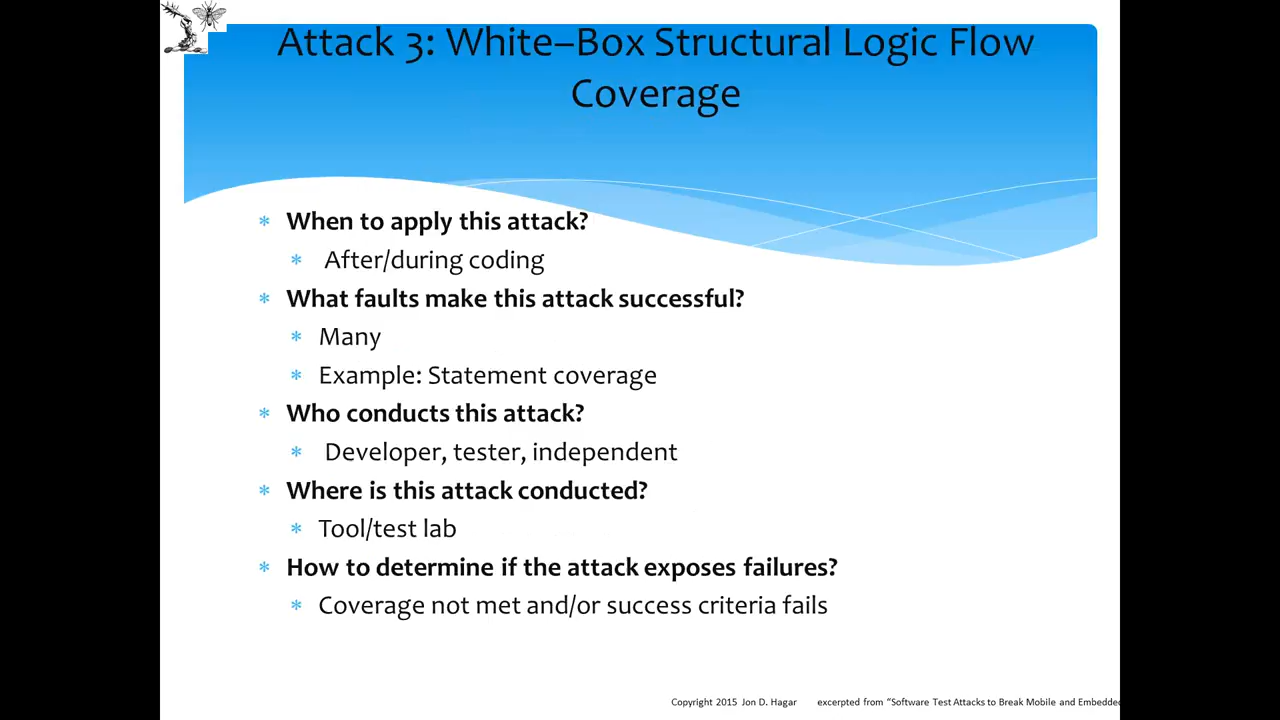 Attack 3: White–Box Structural Logic Flow
Coverage
* When to apply this attack?
* After/during coding
* What faults make this attack successful?
* Many
* Example: Statement coverage
* Who conducts this attack?
* Developer, tester, independent
* Where is this attack conducted?
* Tool/test lab
* How to determine if the attack exposes failures?
* Coverage not met and/or success criteria fails
Copyright 2015 Jon D. Hagar excerpted from “Software Test Attacks to Break Mobile and Embedded